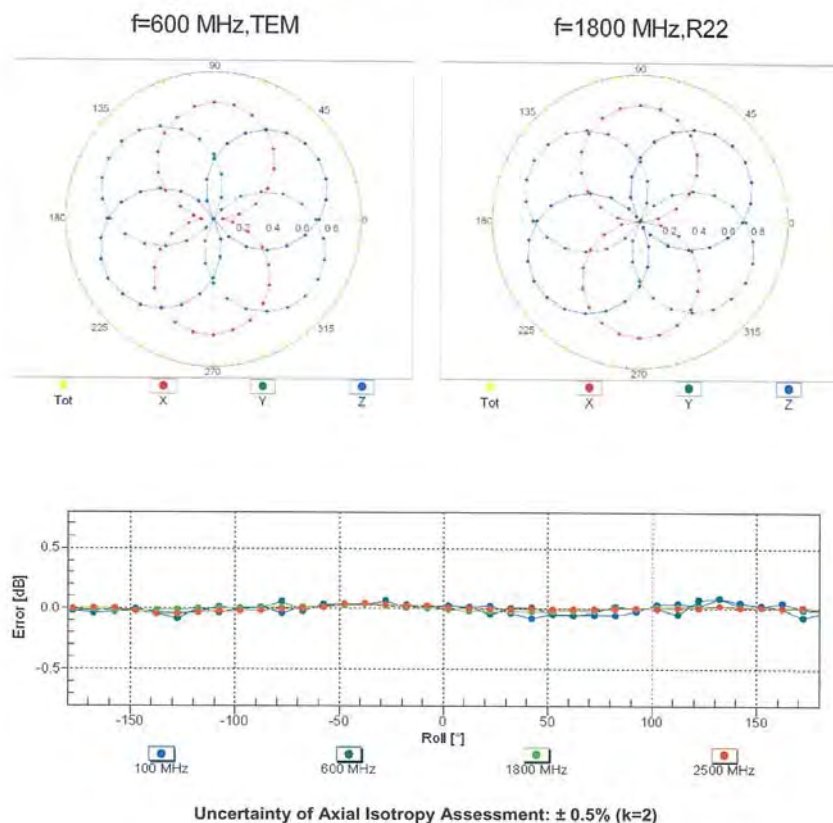 f=600 MHz,TEM
f=1800 MHz,R22
90
135
45
180
0.2 0.4 0.6 0.8
0
225
315
270
Tot X Y Z
90
135
45
180
0.2 0.4 0.6 0.8
0
225
315
270
Tot X Y Z
Error [dB]
0.5
0.0
-0.5
-150 -100 -50 0 50 100 150
Roll [°]
100 MHz 600 MHz 1800 MHz 2500 MHz
Uncertainty of Axial Isotropy Assessment: ± 0.5% (k=2)